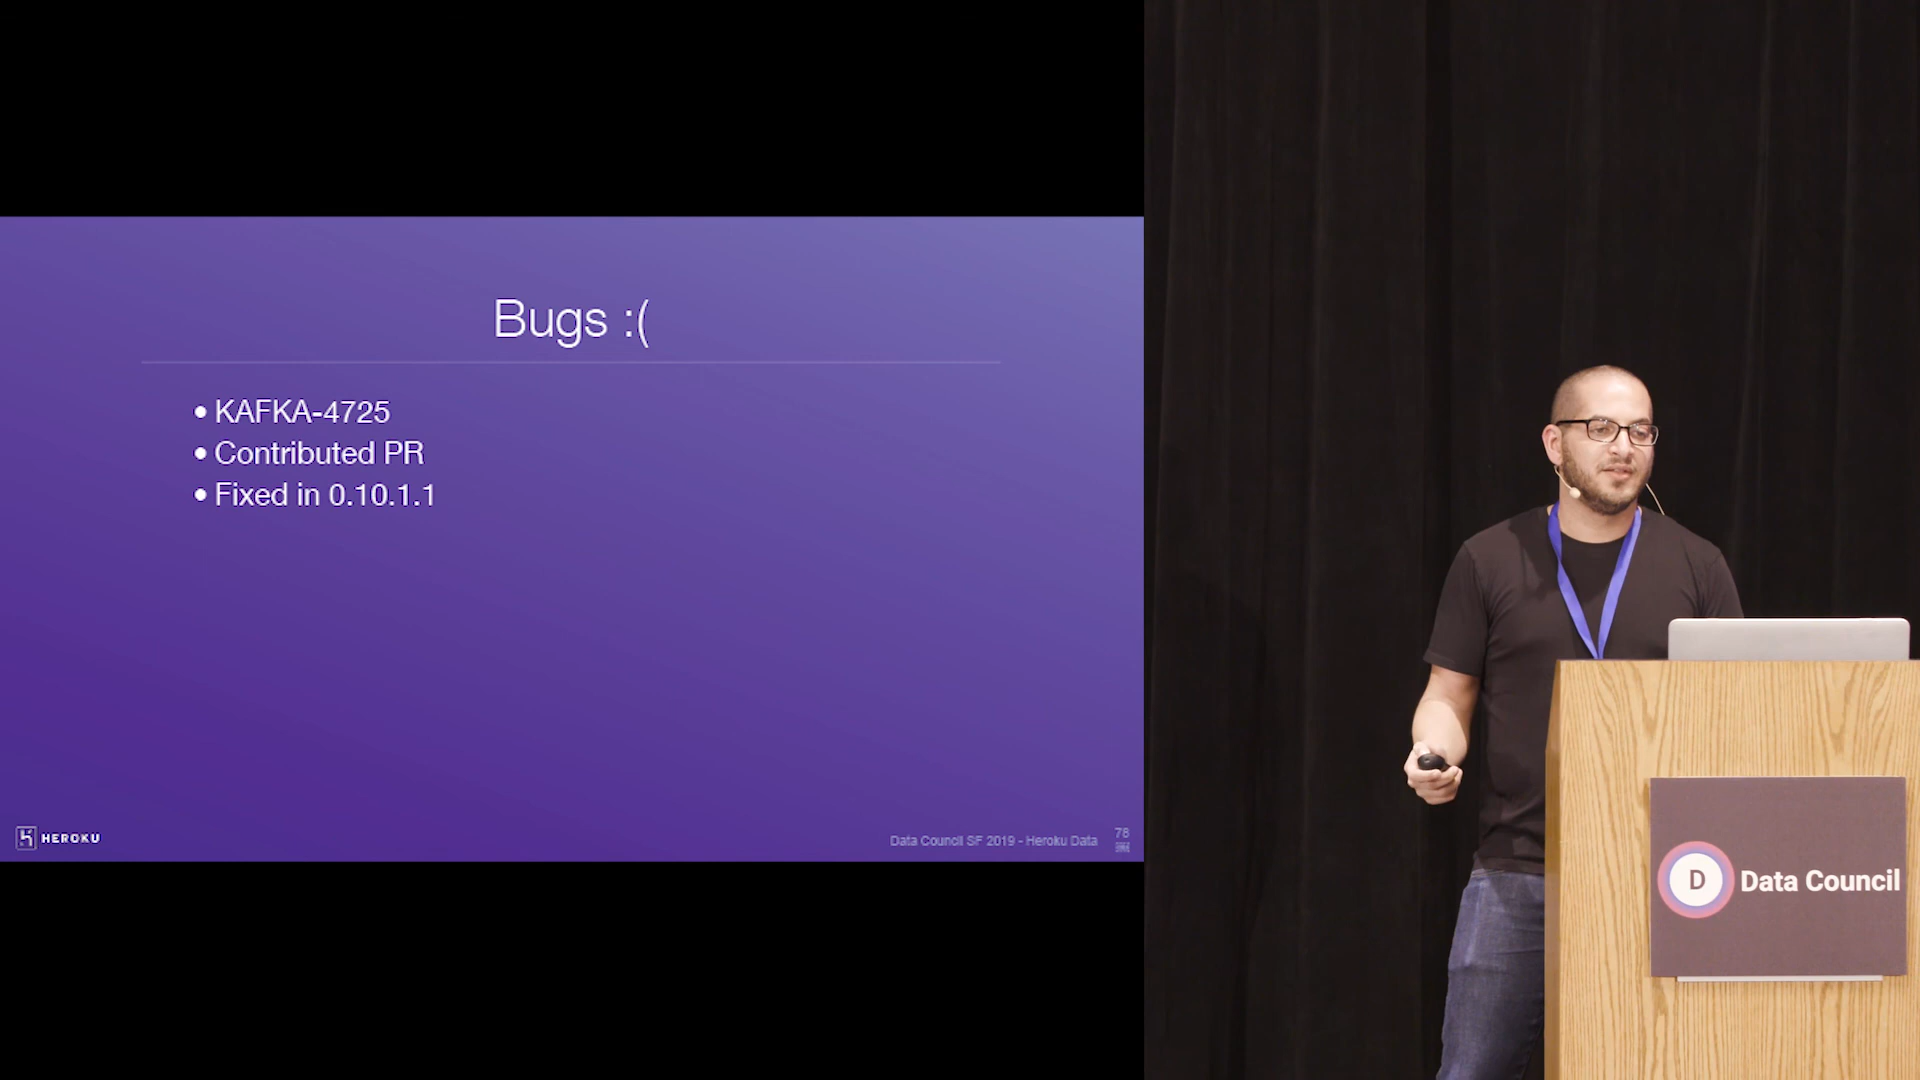 Bugs :(
• KAFKA-4725
• Contributed PR
• Fixed in 0.10.1.1
HEROKU
Data Council SF 2019 - Heroku Data
78
D Data Council